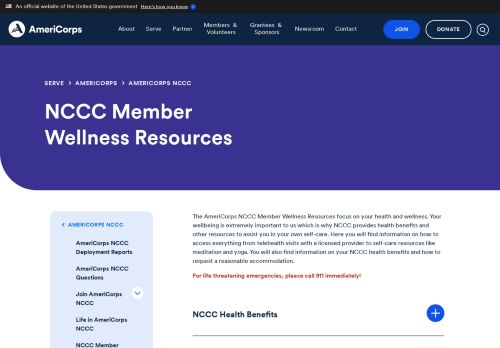 An official website of the United States government Here's how you know
AmeriCorps
About Serve Partner Members & Volunteers Grantees & Sponsors Newsroom Contact JOIN DONATE
SERVE > AMERICORPS > AMERICORPS NCCC
NCCC Member
Wellness Resources
< AMERICORPS NCCC
AmeriCorps NCCC
Deployment Reports
AmeriCorps NCCC
Questions
Join AmeriCorps
NCCC
Life in AmeriCorps
NCCC
NCCC Member
The AmeriCorps NCCC Member Wellness Resources focus on your health and wellness. Your
wellbeing is extremely important to us which is why NCCC provides health benefits and
other resources to assist you in your own self-care. Here you will find information on how to
access everything from telehealth visits with a licensed provider to self-care resources like
meditation and yoga. You will also find information on your NCCC health benefits and how to
request a reasonable accommodation.
For life threatening emergencies, please call 911 immediately!
NCCC Health Benefits